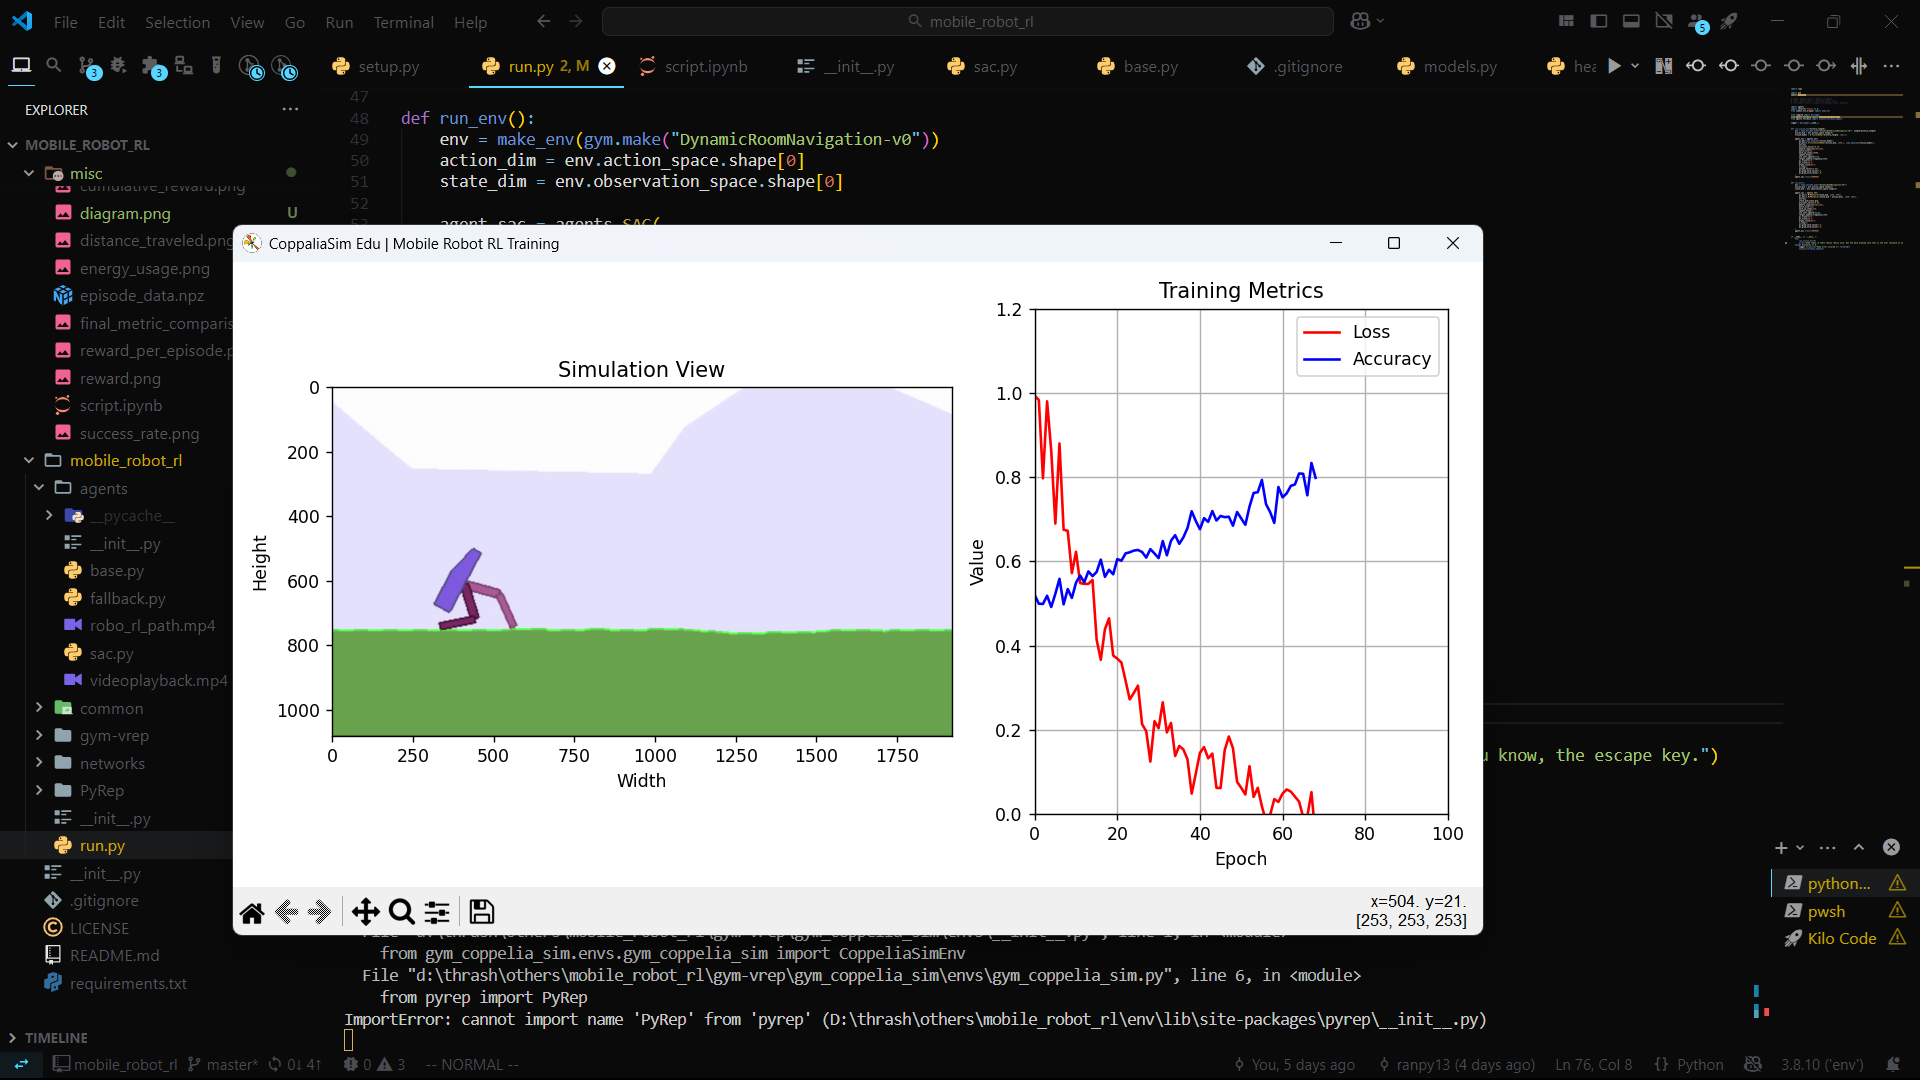 File Edit Selection View Go Run Terminal Help
mobile_robot_rl
5
3
3
setup.py
run.py 2, M
script.ipynb
__init__.py
sac.py
base.py
.gitignore
models.py
hea
EXPLORER
MOBILE_ROBOT_RL
misc
cumulative_reward.png
diagram.png U
distance_traveled.png
energy_usage.png
episode_data.npz
final_metric_comparis
reward_per_episode.p
reward.png
script.ipynb
success_rate.png
mobile_robot_rl
agents
__pycache__
__init__.py
base.py
fallback.py
robo_rl_path.mp4
sac.py
videoplayback.mp4
common
gym-vrep
networks
PyRep
__init__.py
run.py
__init__.py
.gitignore
LICENSE
README.md
requirements.txt
TIMELINE
47
48 def run_env():
49 env = make_env(gym.make("DynamicRoomNavigation-v0"))
50 action_dim = env.action_space.shape[0]
51 state_dim = env.observation_space.shape[0]
52
53 agent_sac = agents.SAC(
CoppaliaSim Edu | Mobile Robot RL Training
Simulation View
0
200
400
600
800
1000
Height
0 250 500 750 1000 1250 1500 1750
Width
Training Metrics
Loss
Accuracy
1.2
1.0
0.8
0.6
0.4
0.2
0.0
Value
0 20 40 60 80 100
Epoch
x=504. y=21.
[253, 253, 253]
u know, the escape key.")
python...
pwsh
Kilo Code
from gym_coppelia_sim.envs.gym_coppelia_sim import CoppeliaSimEnv
File "d:\thrash\others\mobile_robot_rl\gym-vrep\gym_coppelia_sim\envs\gym_coppelia_sim.py", line 6, in <module>
from pyrep import PyRep
ImportError: cannot import name 'PyRep' from 'pyrep' (D:\thrash\others\mobile_robot_rl\env\lib\site-packages\pyrep\__init__.py)
mobile_robot_rl master* 0↓ 4↑ 0 3 -- NORMAL -- You, 5 days ago ranpy13 (4 days ago) Ln 76, Col 8 {} Python 3.8.10 ('env')